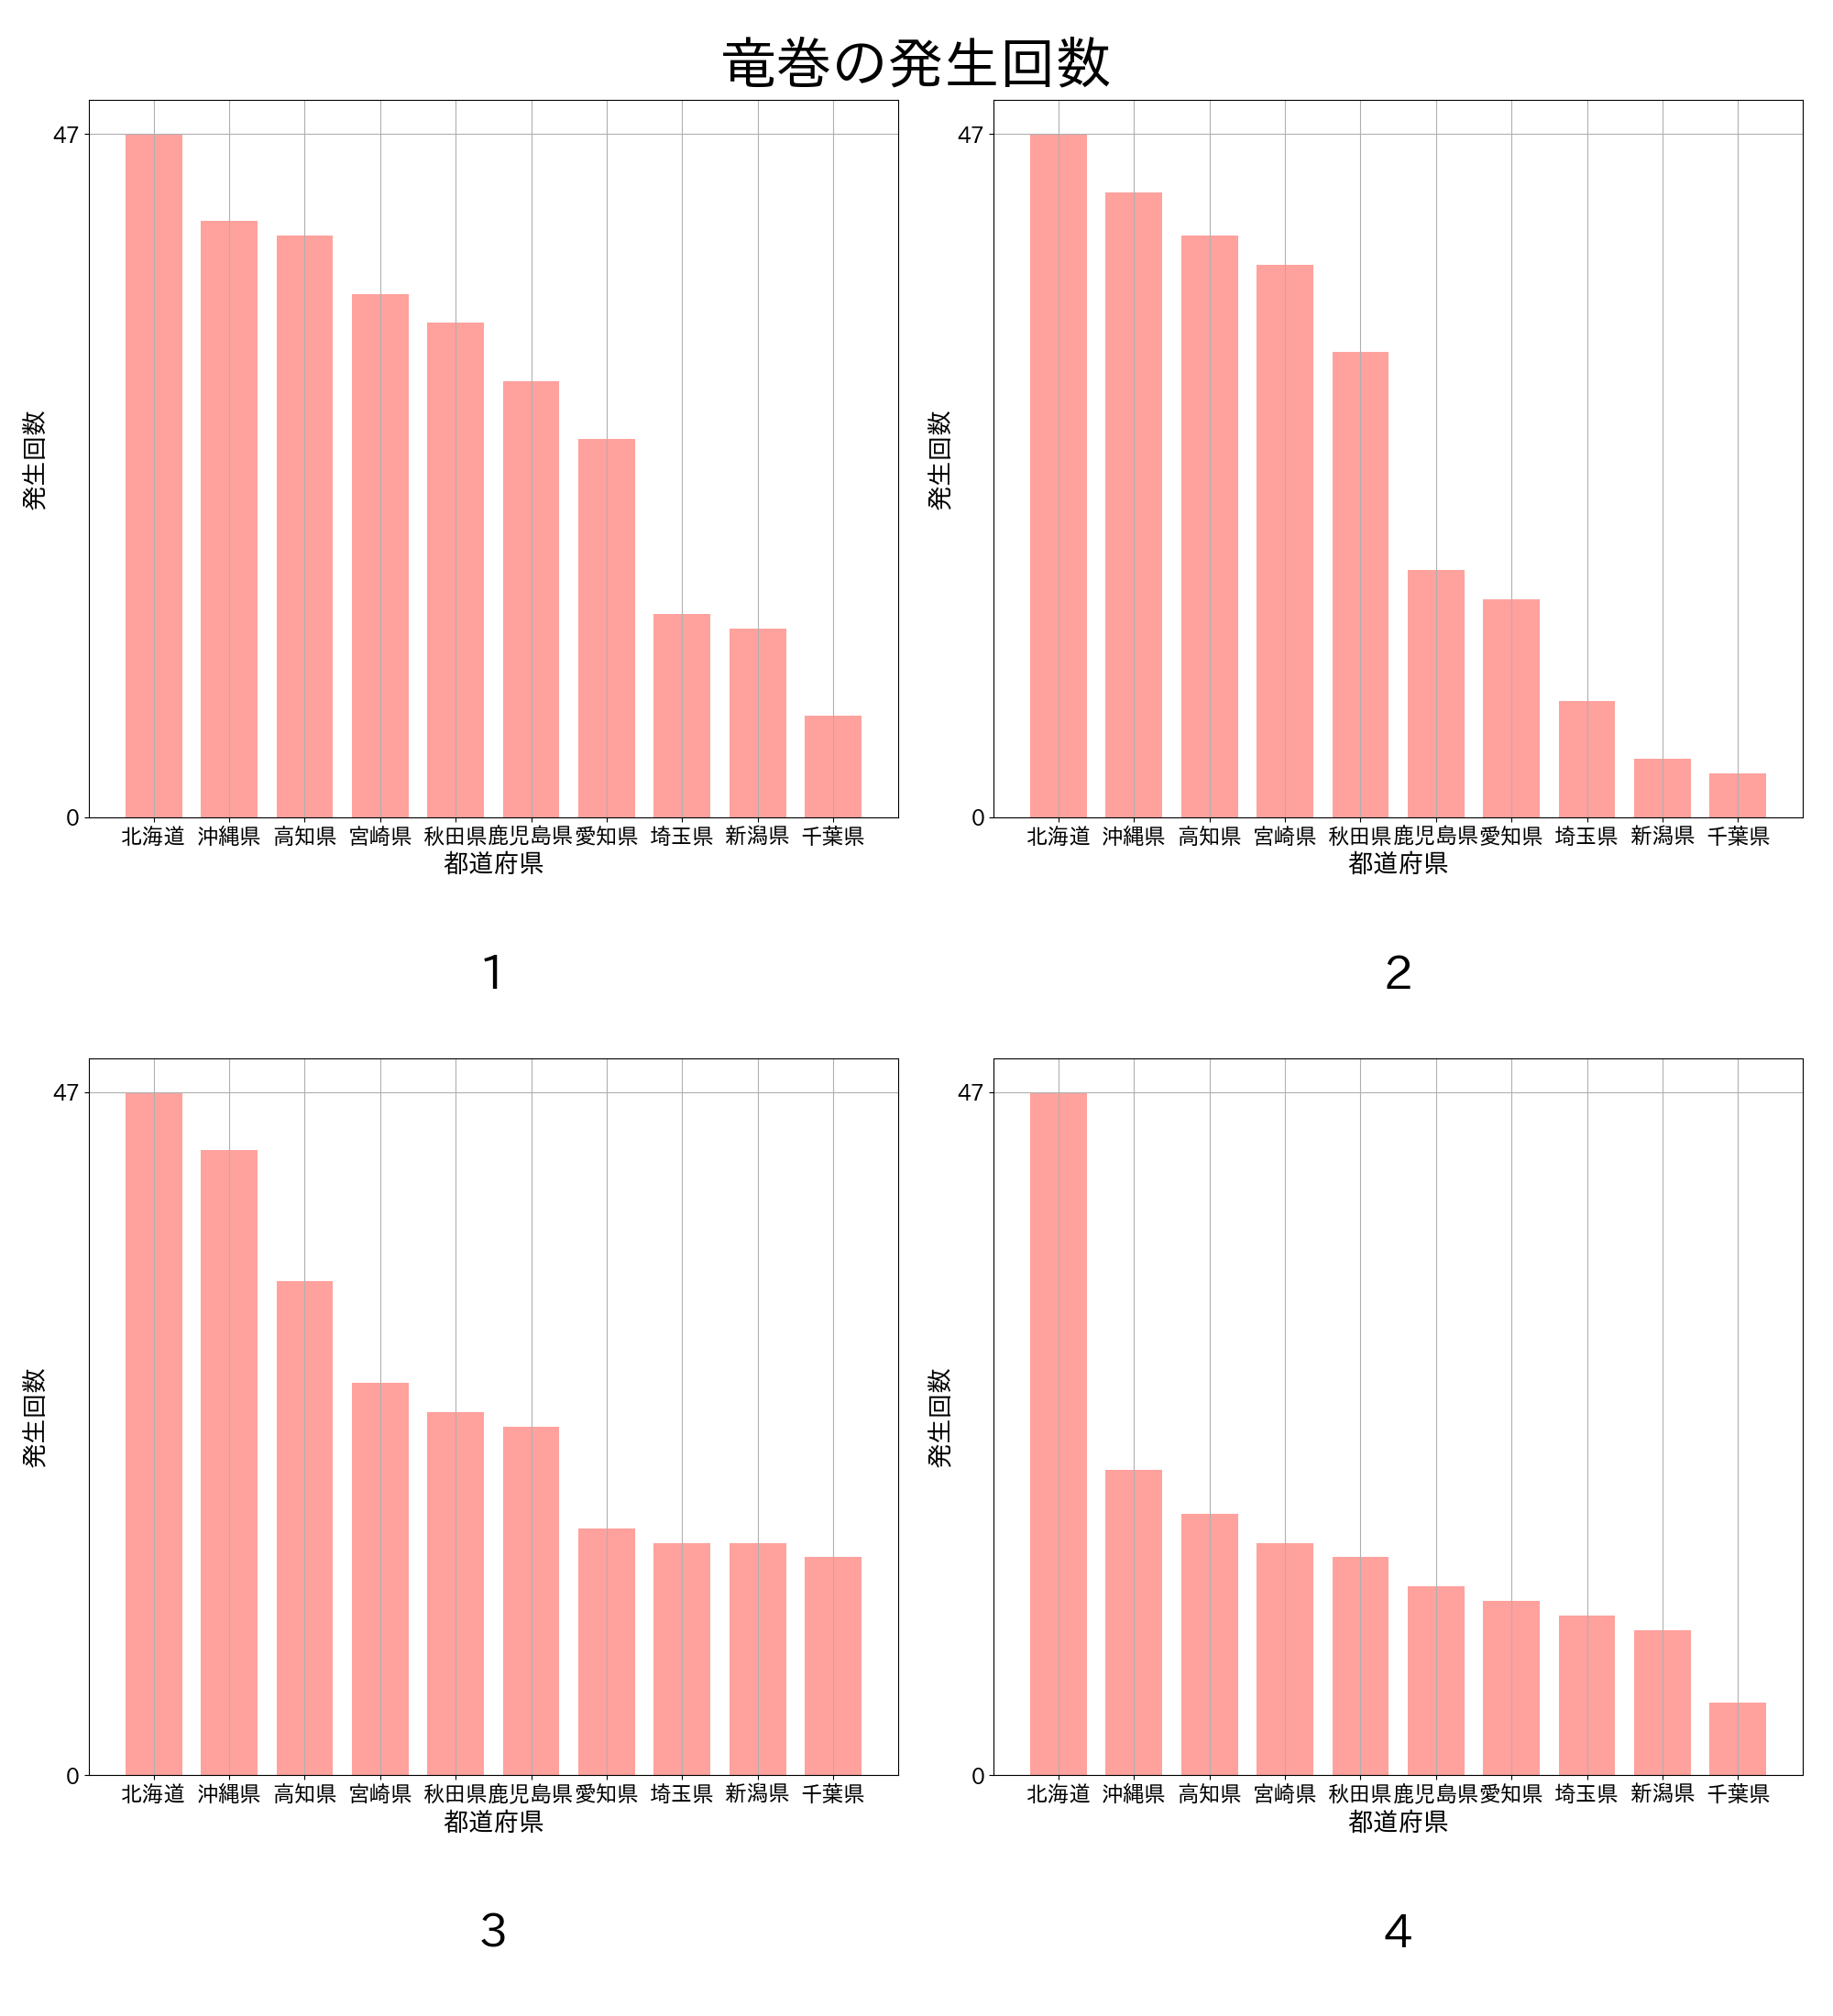 竜巻の発生回数
47
0
発生回数
北海道 沖縄県 高知県 宮崎県 秋田県 鹿児島県 愛知県 埼玉県 新潟県 千葉県
都道府県
1
47
0
発生回数
北海道 沖縄県 高知県 宮崎県 秋田県 鹿児島県 愛知県 埼玉県 新潟県 千葉県
都道府県
2
47
0
発生回数
北海道 沖縄県 高知県 宮崎県 秋田県 鹿児島県 愛知県 埼玉県 新潟県 千葉県
都道府県
3
47
0
発生回数
北海道 沖縄県 高知県 宮崎県 秋田県 鹿児島県 愛知県 埼玉県 新潟県 千葉県
都道府県
4